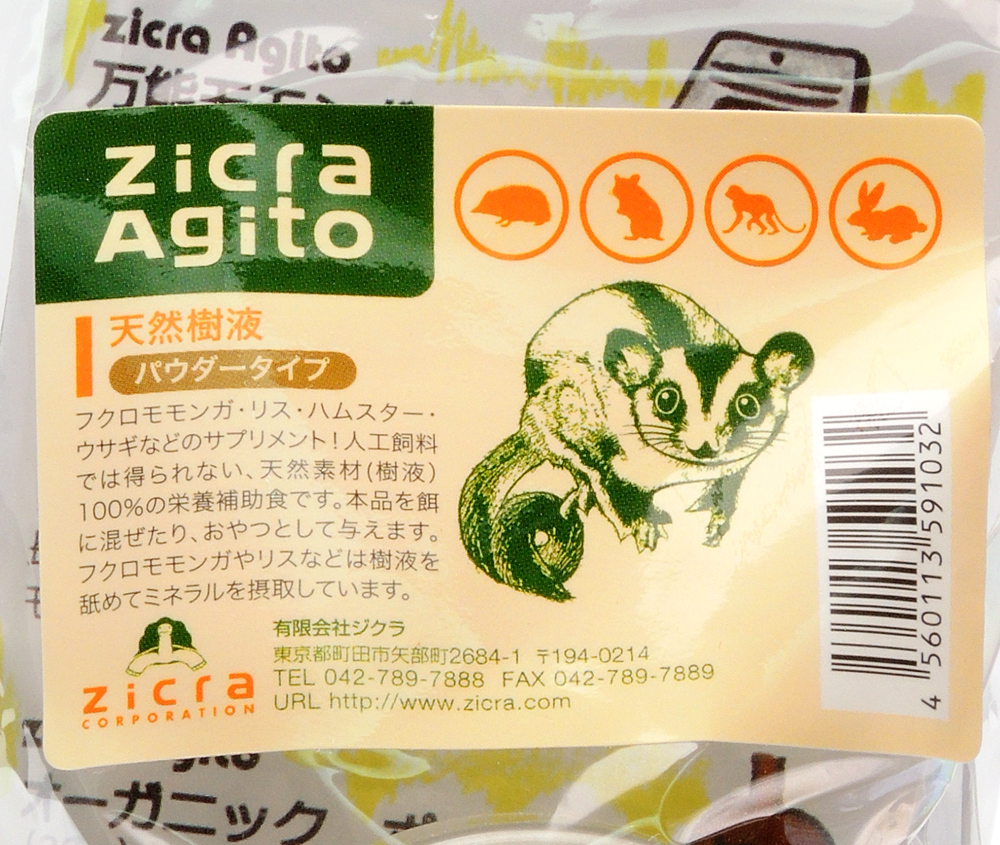 zicra Agito
zicra
Agito
天然樹液
パウダータイプ
フクロモモンガ・リス・ハムスター・
ウサギなどのサプリメント！人工飼料
では得られない、天然素材(樹液)
100%の栄養補助食です。本品を餌
に混ぜたり、おやつとして与えます。
フクロモモンガやリスなどは樹液を
舐めてミネラルを摂取しています。
zicra
CORPORATION
有限会社ジクラ
東京都町田市矢部町2684-1 〒194-0214
TEL 042-789-7888 FAX 042-789-7889
URL http://www.zicra.com
4560113591032
オーガニック